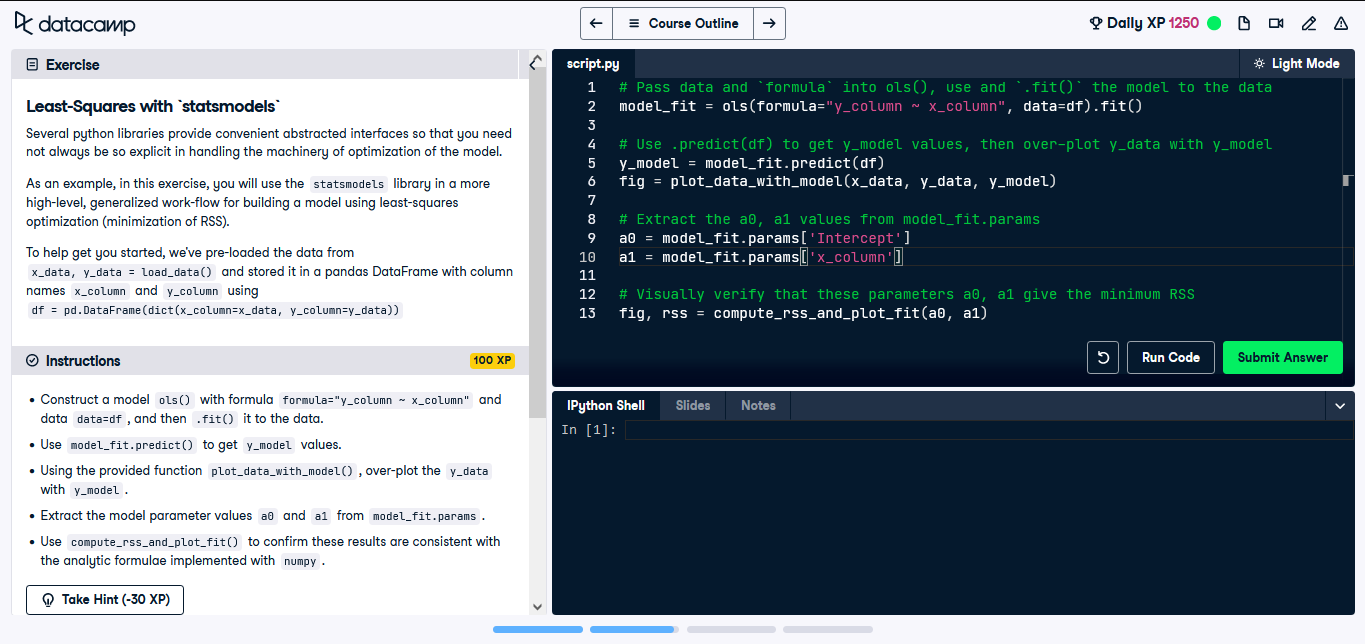 datacamp
Course Outline
Daily XP 1250
Exercise
Least-Squares with `statsmodels`
Several python libraries provide convenient abstracted interfaces so that you need
not always be so explicit in handling the machinery of optimization of the model.
As an example, in this exercise, you will use the statsmodels library in a more
high-level, generalized work-flow for building a model using least-squares
optimization (minimization of RSS).
To help get you started, we've pre-loaded the data from
x_data, y_data = load_data() and stored it in a pandas DataFrame with column
names x_column and y_column using
df = pd.DataFrame(dict(x_column=x_data, y_column=y_data))
Instructions
100 XP
• Construct a model ols() with formula formula="y_column ~ x_column" and
data data=df, and then .fit() it to the data.
• Use model_fit.predict() to get y_model values.
• Using the provided function plot_data_with_model(), over-plot the y_data
with y_model.
• Extract the model parameter values a0 and a1 from model_fit.params.
• Use compute_rss_and_plot_fit() to confirm these results are consistent with
the analytic formulae implemented with numpy.
Take Hint (-30 XP)
script.py
Light Mode
1 # Pass data and `formula` into ols(), use and `.fit()` the model to the data
2 model_fit = ols(formula="y_column ~ x_column", data=df).fit()
3
4 # Use .predict(df) to get y_model values, then over-plot y_data with y_model
5 y_model = model_fit.predict(df)
6 fig = plot_data_with_model(x_data, y_data, y_model)
7
8 # Extract the a0, a1 values from model_fit.params
9 a0 = model_fit.params['Intercept']
10 a1 = model_fit.params['x_column']
11
12 # Visually verify that these parameters a0, a1 give the minimum RSS
13 fig, rss = compute_rss_and_plot_fit(a0, a1)
Run Code
Submit Answer
IPython Shell
Slides
Notes
In [1]: